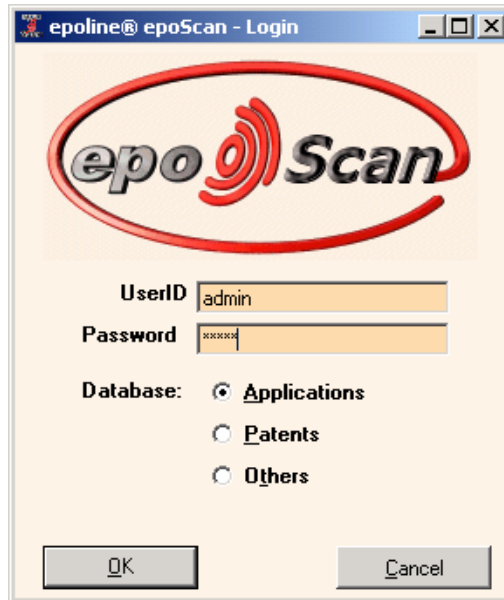 epoline® epoScan - Login
epo Scan
UserID admin
Password *****
Database: Applications
Patents
Others
OK Cancel